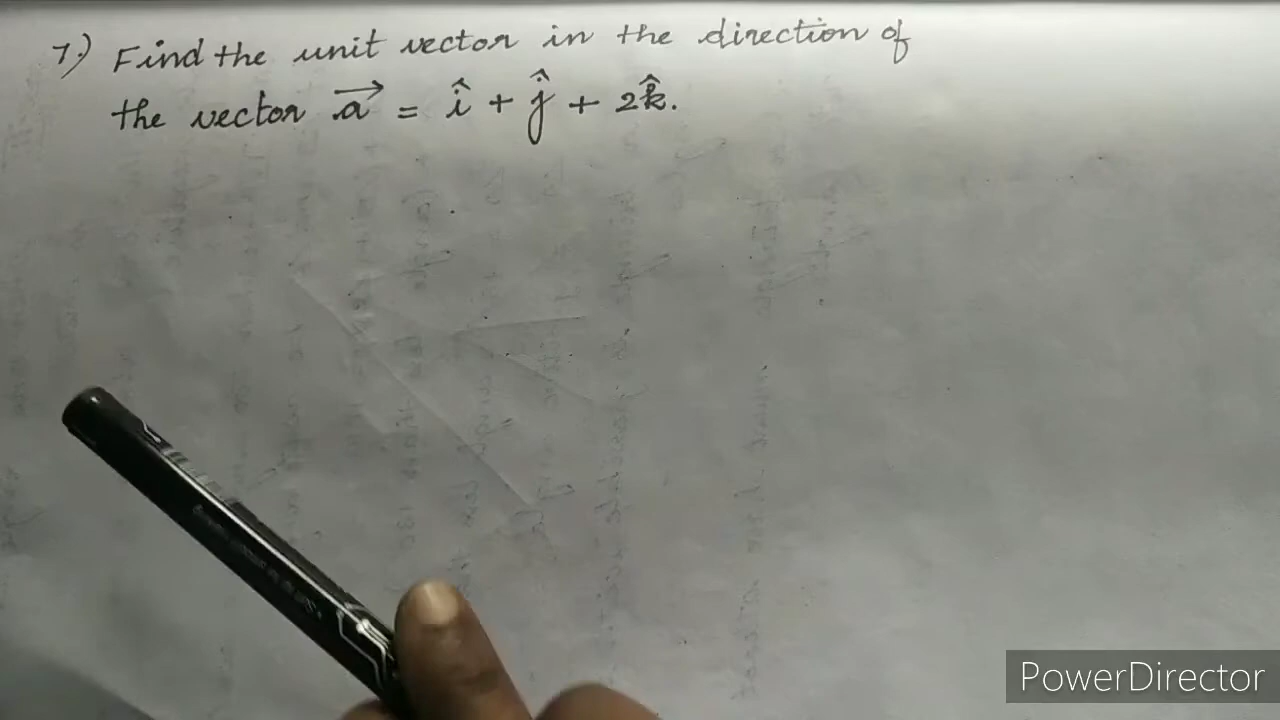 7.) Find the unit vector in the direction of
the vector a⃗ = î + ĵ + 2k̂.
PowerDirector